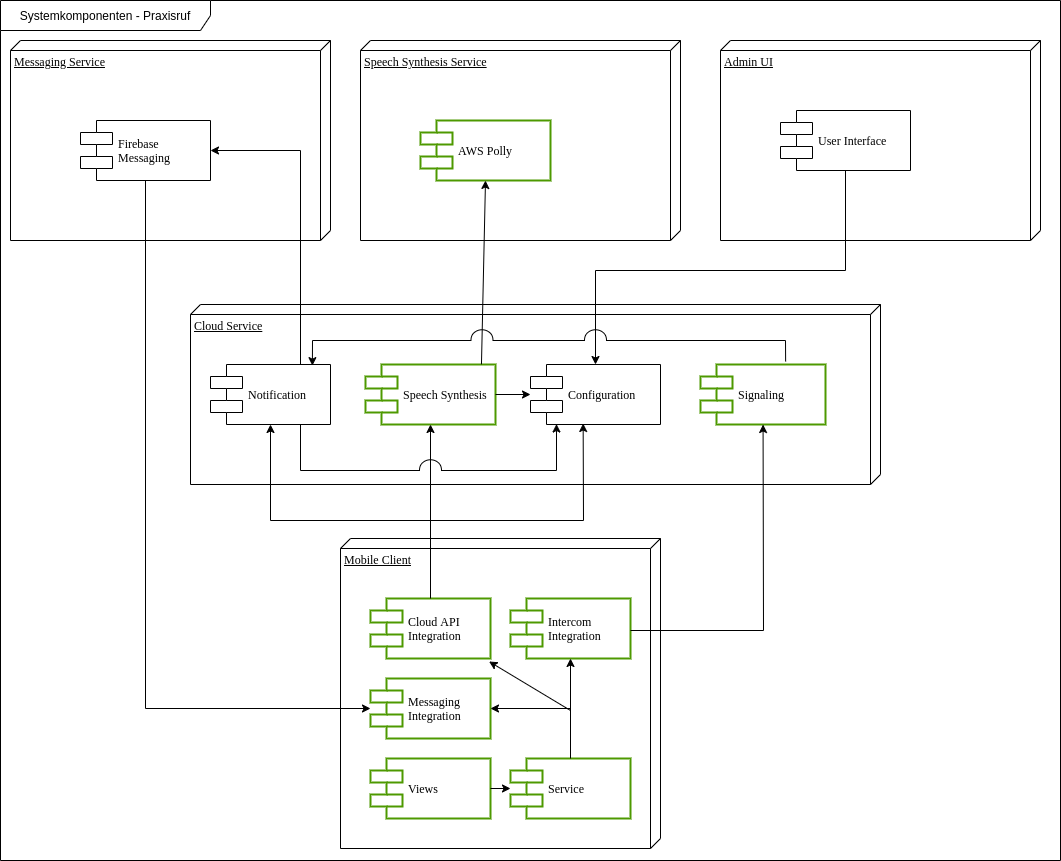 Systemkomponenten - Praxisruf
Messaging Service
Speech Synthesis Service
Admin UI
Firebase
Messaging
AWS Polly
User Interface
Cloud Service
Notification
Speech Synthesis
Configuration
Signaling
Mobile Client
Cloud API
Integration
Intercom
Integration
Messaging
Integration
Views
Service